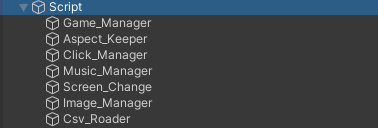 Script
Game_Manager
Aspect_Keeper
Click_Manager
Music_Manager
Screen_Change
Image_Manager
Csv_Roader